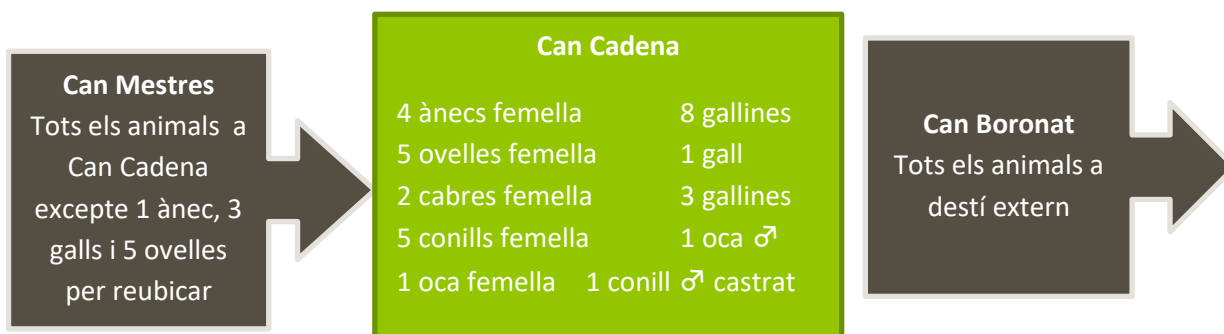 Can Mestres
Tots els animals a
Can Cadena
excepte 1 ànec, 3
galls i 5 ovelles
per reubicar
Can Cadena
4 ànecs femella 8 gallines
5 ovelles femella 1 gall
2 cabres femella 3 gallines
5 conills femella 1 oca ♂
1 oca femella 1 conill ♂ castrat
Can Boronat
Tots els animals a
destí extern